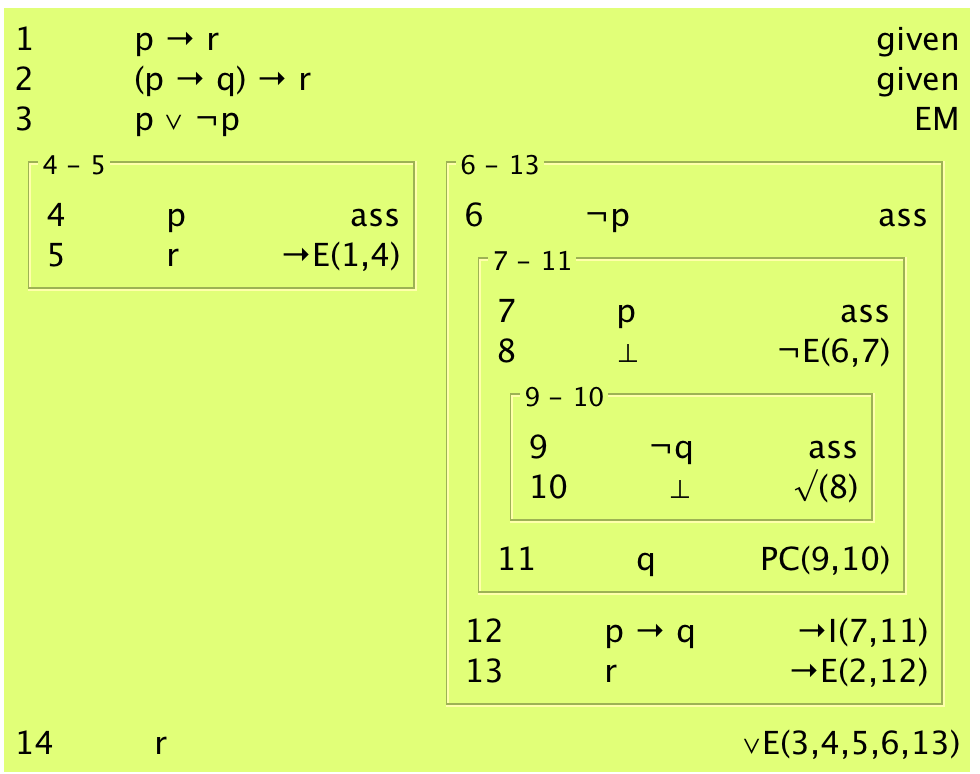 1 p → r given
2 (p → q) → r given
3 p ∨ ¬p EM
4 – 5
4 p ass
5 r →E(1,4)
6 – 13
6 ¬p ass
7 – 11
7 p ass
8 ⊥ ¬E(6,7)
9 – 10
9 ¬q ass
10 ⊥ √(8)
11 q PC(9,10)
12 p → q →I(7,11)
13 r →E(2,12)
14 r ∨E(3,4,5,6,13)